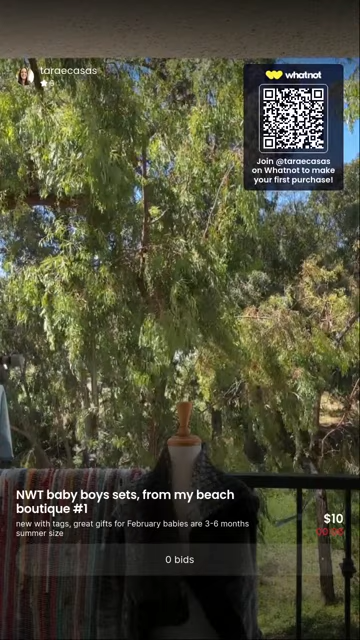 taraecasas
whatnot
Join @taraecasas
on Whatnot to make
your first purchase!
NWT baby boys sets, from my beach
boutique #1
$10
new with tags, great gifts for February babies are 3-6 months
summer size
0 bids